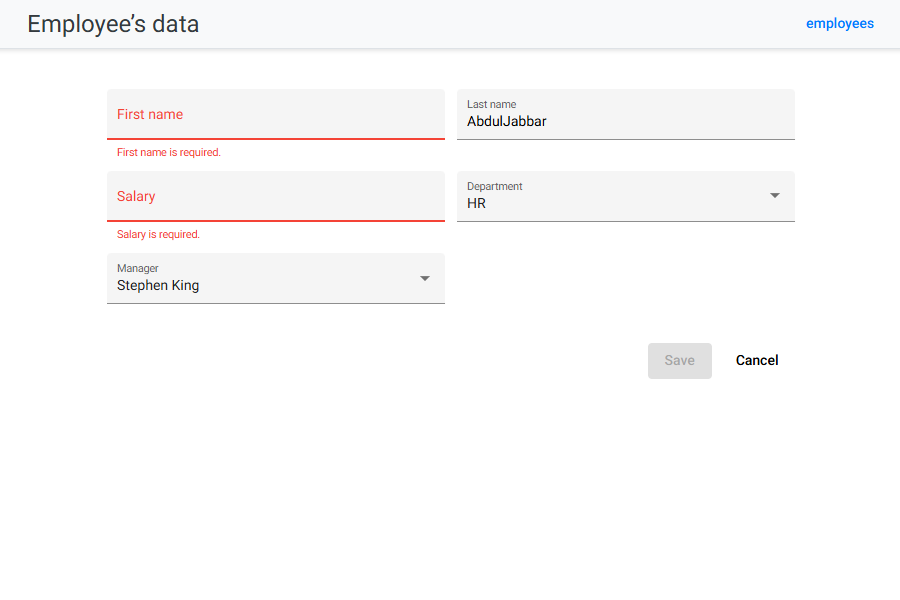 Employee’s data
employees
First name
First name is required.
Last name
AbdulJabbar
Salary
Salary is required.
Department
HR
Manager
Stephen King
Save
Cancel